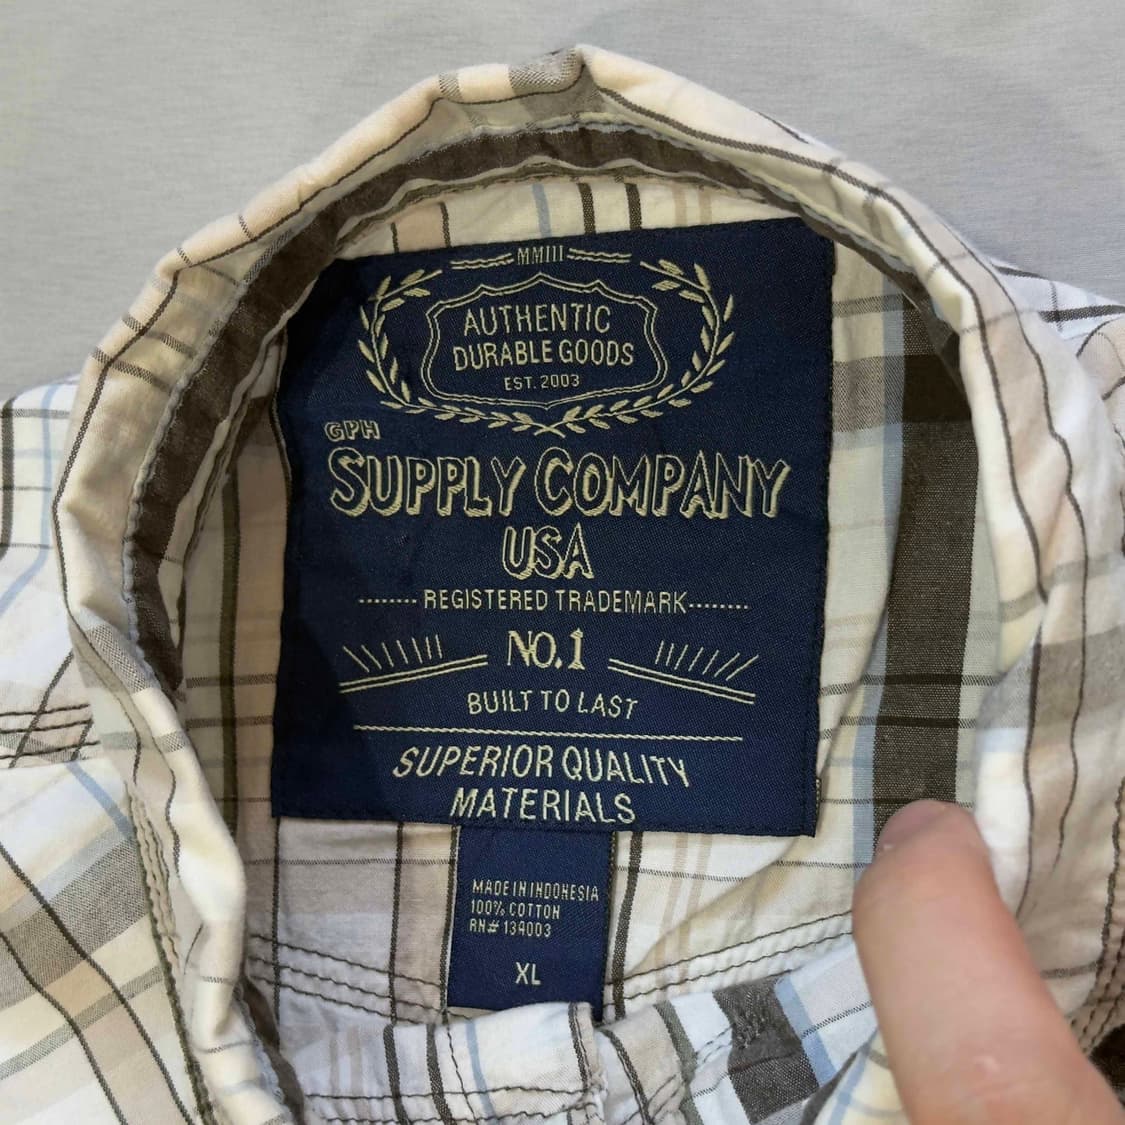 MMIII
AUTHENTIC
DURABLE GOODS
EST. 2003
GPH
SUPPLY COMPANY
USA
REGISTERED TRADEMARK
NO.1
BUILT TO LAST
SUPERIOR QUALITY
MATERIALS
MADE IN INDONESIA
100% COTTON
RN# 134003
XL